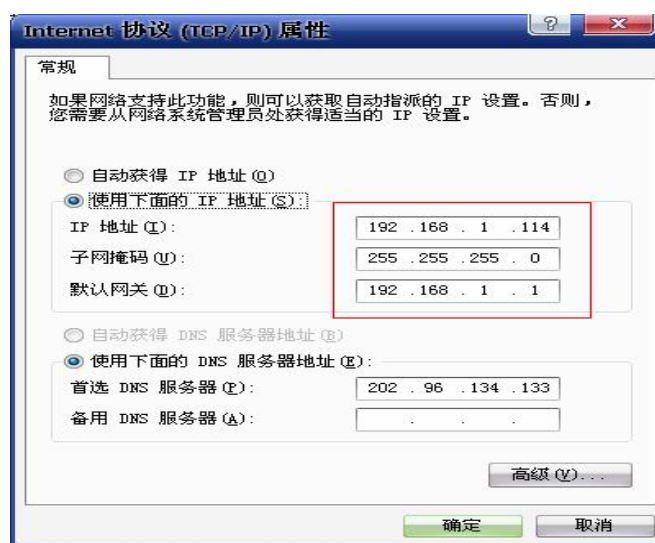 Internet 协议 (TCP/IP) 属性
常规
如果网络支持此功能，则可以获取自动指派的 IP 设置。否则，
您需要从网络系统管理员处获得适当的 IP 设置。
自动获得 IP 地址(O)
使用下面的 IP 地址(S):
IP 地址(I): 192 .168 . 1 .114
子网掩码(U): 255 .255 .255 . 0
默认网关(D): 192 .168 . 1 . 1
自动获得 DNS 服务器地址(B)
使用下面的 DNS 服务器地址(E):
首选 DNS 服务器(P): 202 . 96 .134 .133
备用 DNS 服务器(A): . . .
高级(V)...
确定 取消